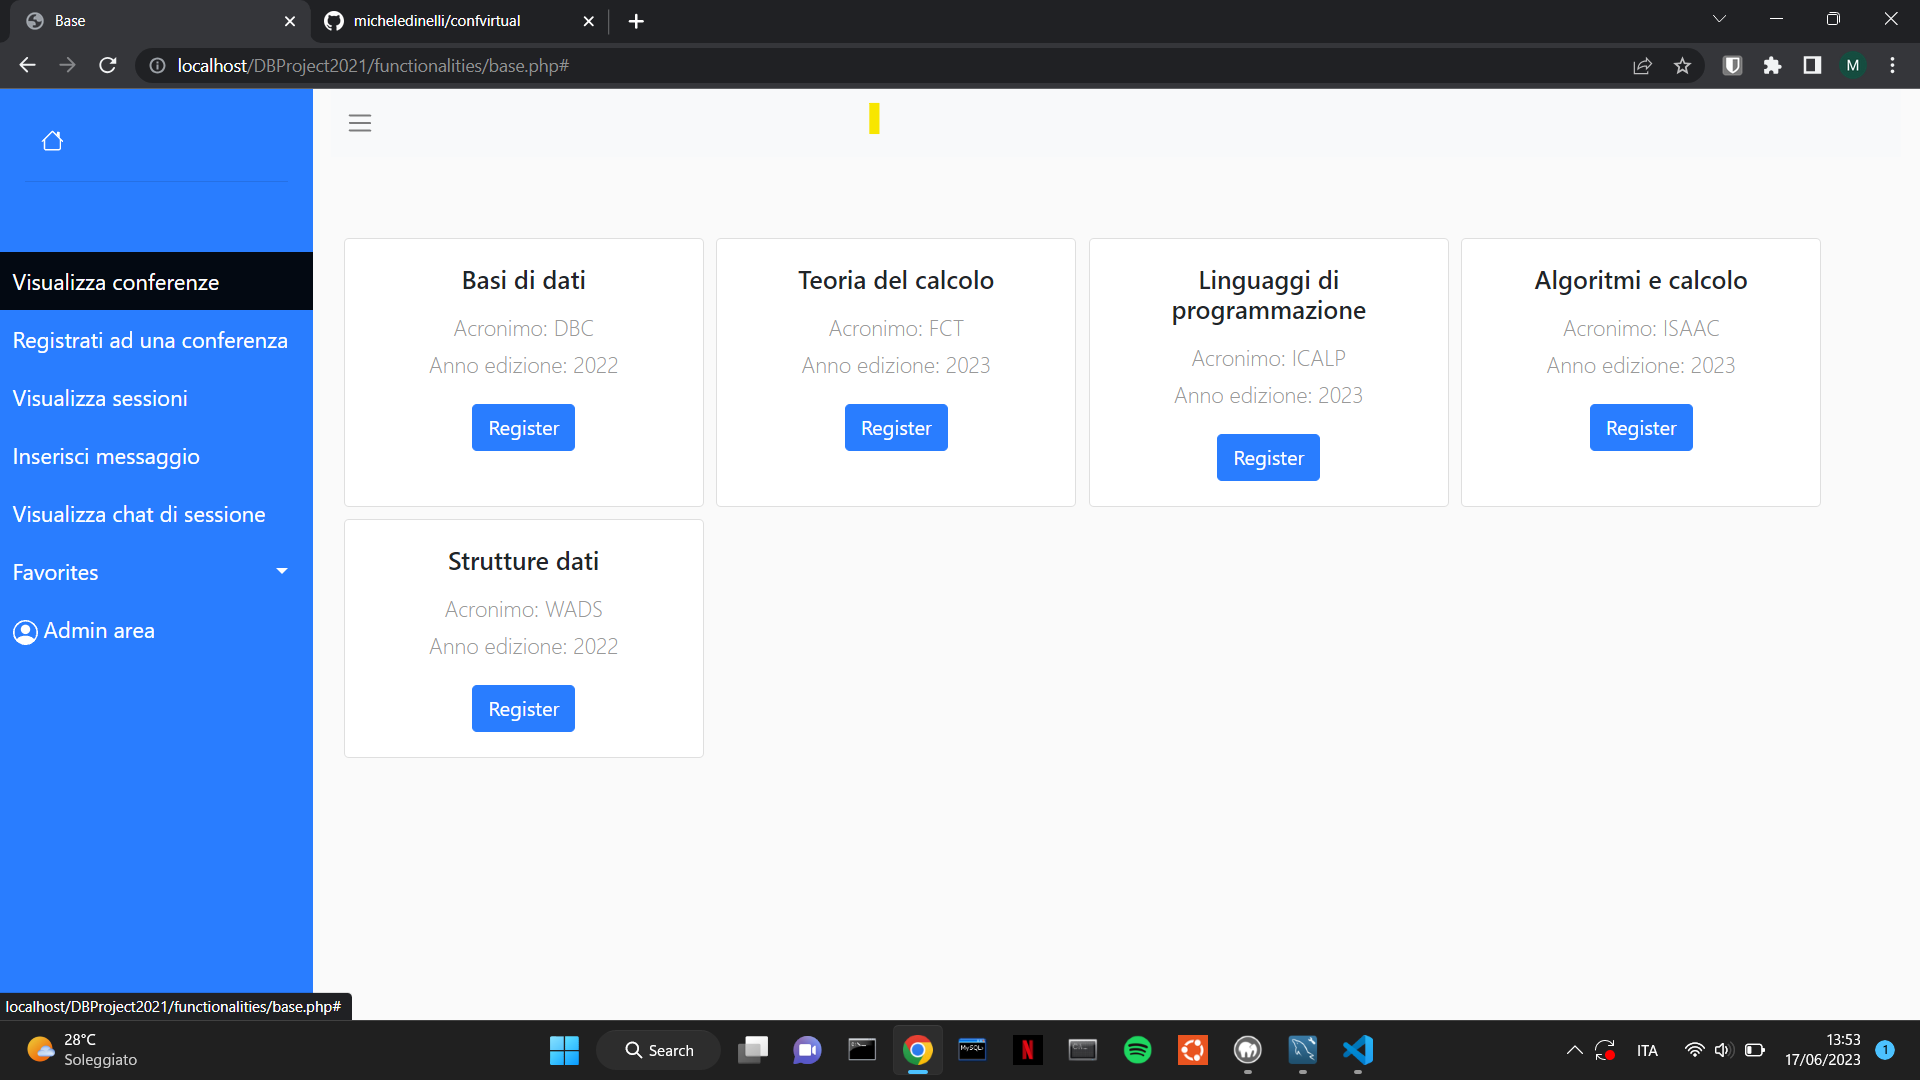 Base
micheledinelli/confvirtual
localhost/DBProject2021/functionalities/base.php#
M
Visualizza conferenze
Registrati ad una conferenza
Visualizza sessioni
Inserisci messaggio
Visualizza chat di sessione
Favorites
Admin area
Basi di dati
Acronimo: DBC
Anno edizione: 2022
Register
Teoria del calcolo
Acronimo: FCT
Anno edizione: 2023
Register
Linguaggi di
programmazione
Acronimo: ICALP
Anno edizione: 2023
Register
Algoritmi e calcolo
Acronimo: ISAAC
Anno edizione: 2023
Register
Strutture dati
Acronimo: WADS
Anno edizione: 2022
Register
localhost/DBProject2021/functionalities/base.php#
28°C
Soleggiato
Search
MySQL
N
ITA
13:53
17/06/2023
1